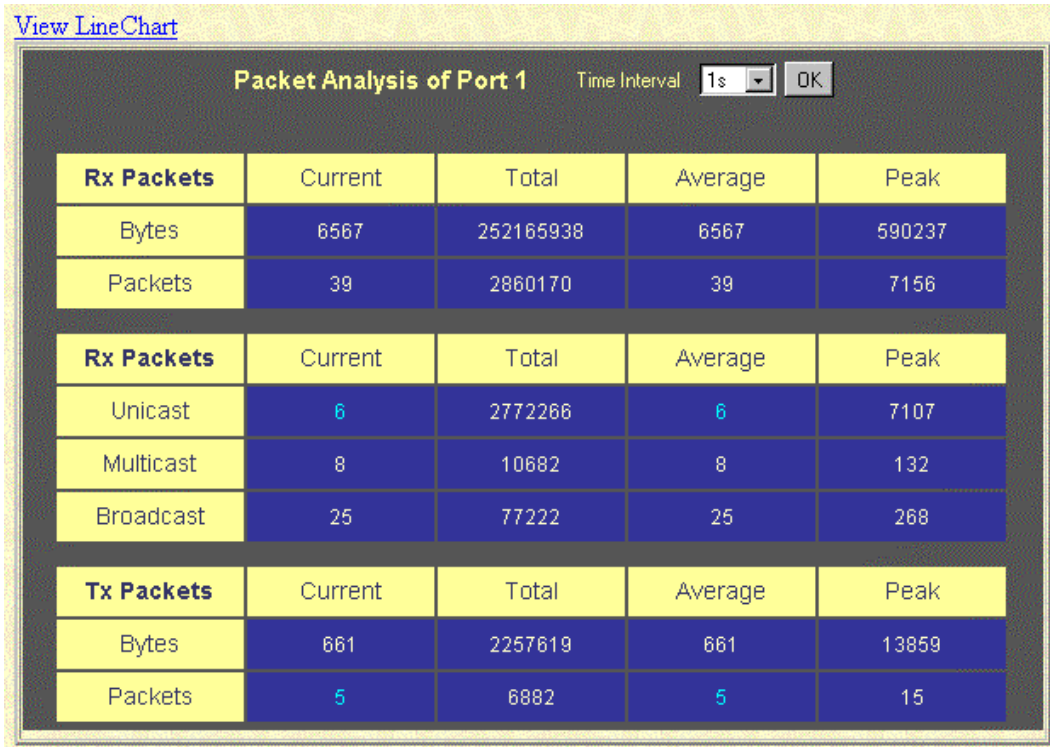 View LineChart
Packet Analysis of Port 1 Time Interval 1s OK
Rx Packets Current Total Average Peak
Bytes 6567 252165938 6567 590237
Packets 39 2860170 39 7156
Rx Packets Current Total Average Peak
Unicast 6 2772266 6 7107
Multicast 8 10682 8 132
Broadcast 25 77222 25 268
Tx Packets Current Total Average Peak
Bytes 661 2257619 661 13859
Packets 5 6882 5 15